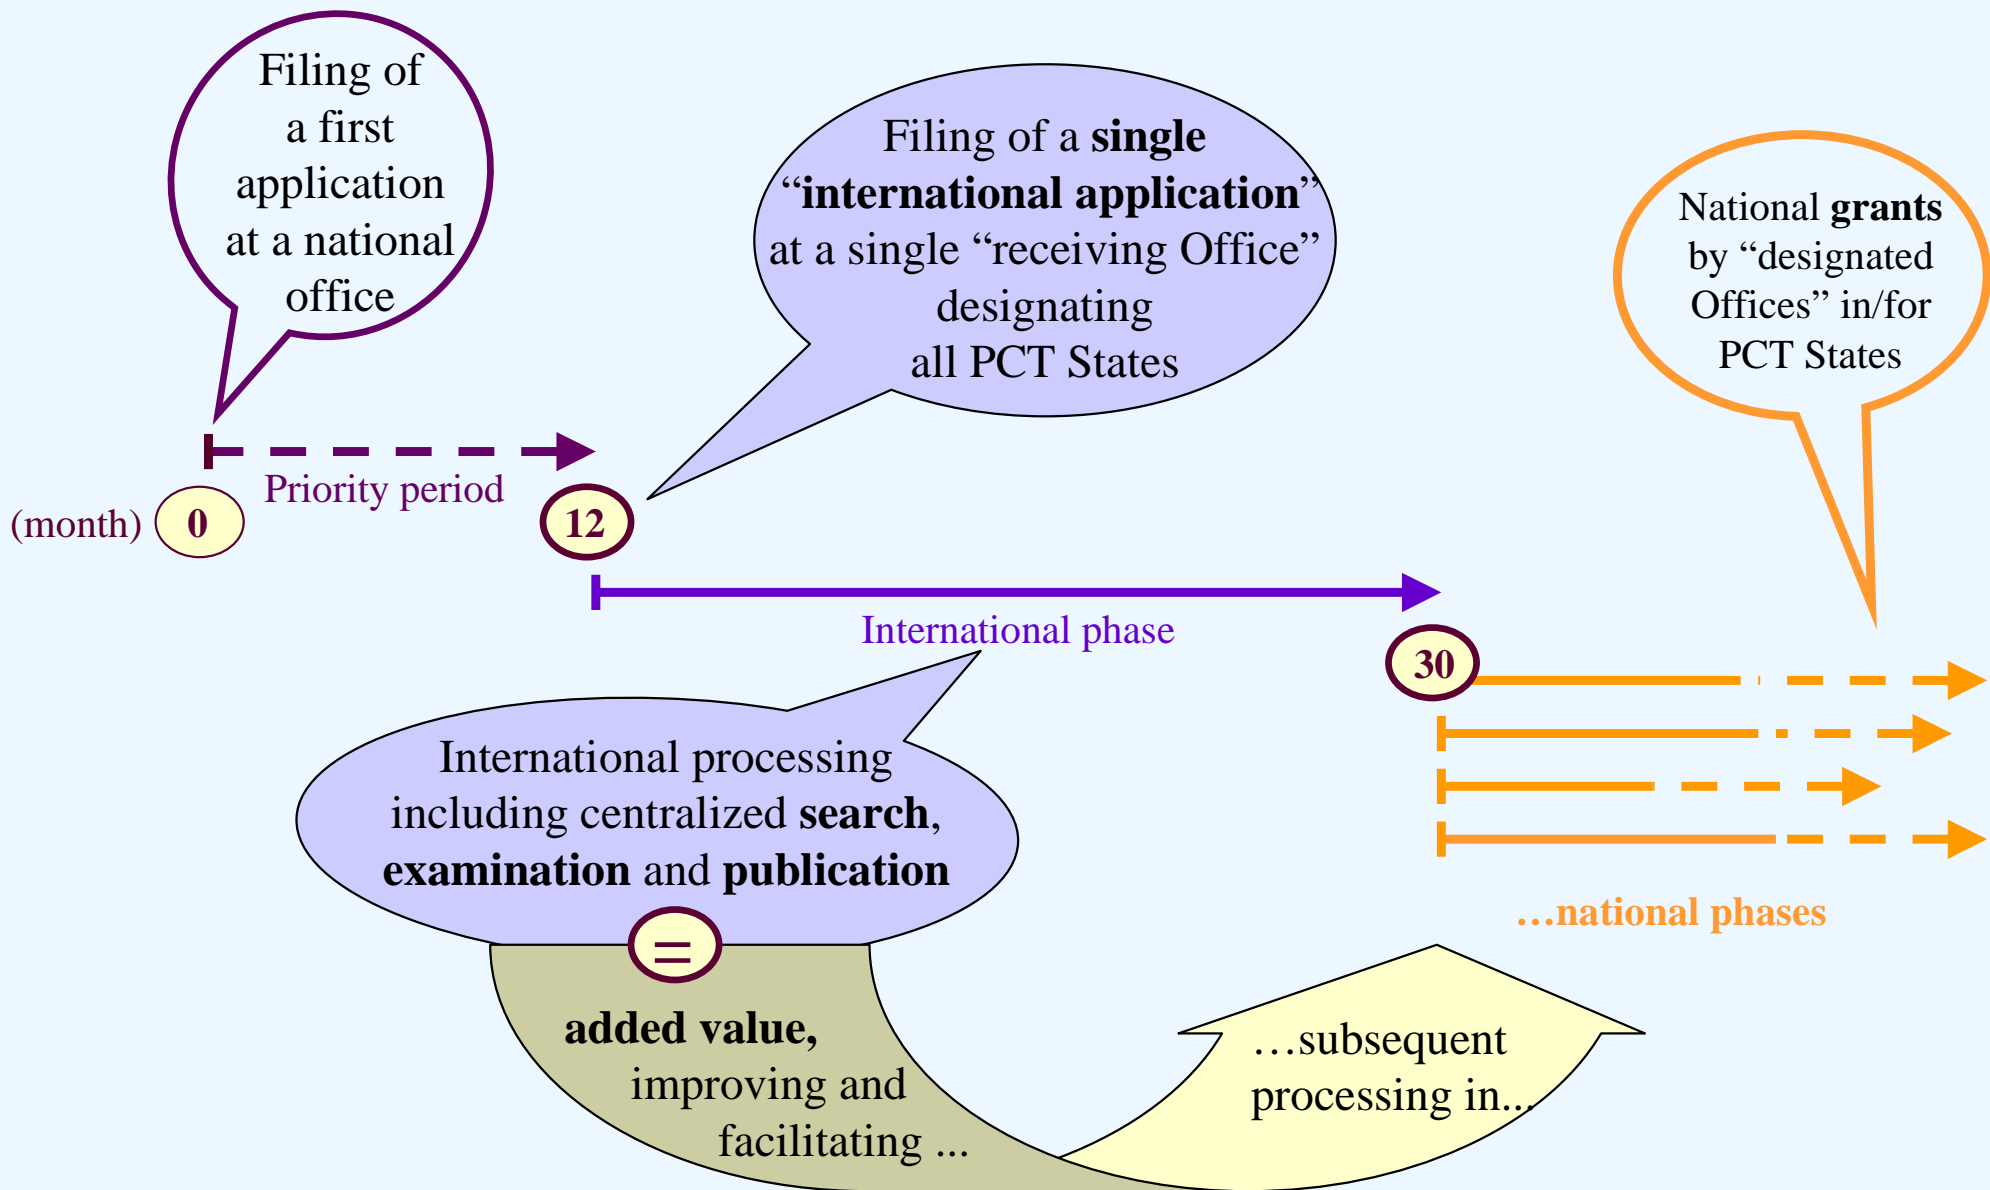 Filing of
a first
application
at a national
office
Filing of a single
“international application”
at a single “receiving Office”
designating
all PCT States
National grants
by “designated
Offices” in/for
PCT States
Priority period
(month)
0
12
International phase
30
International processing
including centralized search,
examination and publication
=
…national phases
added value,
improving and
facilitating ...
…subsequent
processing in...